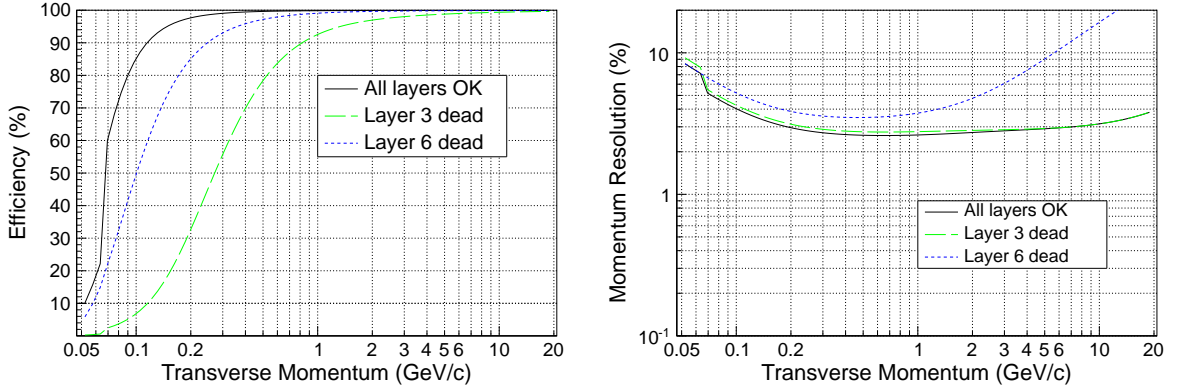 Efficiency (%)
100
90
80
70
60
50
40
30
20
10
All layers OK
Layer 3 dead
Layer 6 dead
0.05 0.1 0.2 1 2 3 4 5 6 10 20
Transverse Momentum (GeV/c)
Momentum Resolution (%)
10
1
10-1
All layers OK
Layer 3 dead
Layer 6 dead
0.05 0.1 0.2 1 2 3 4 5 6 10 20
Transverse Momentum (GeV/c)